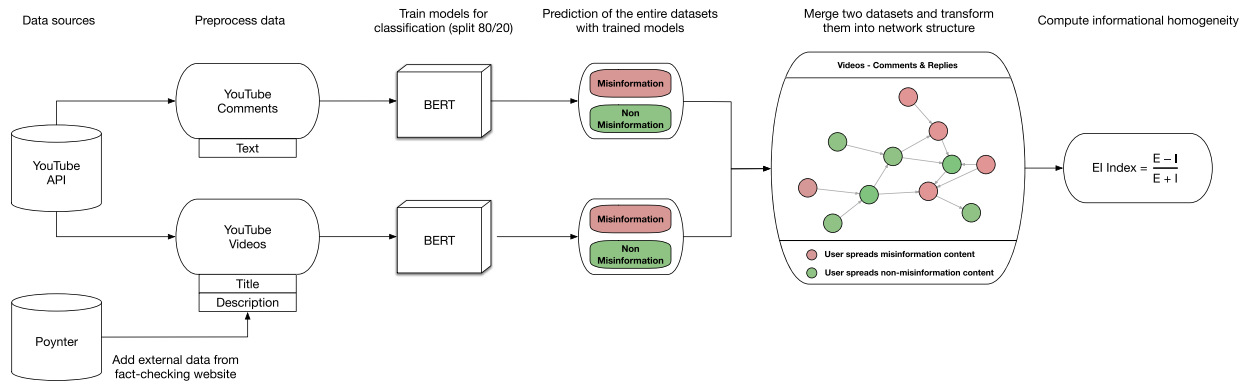 Data sources
Preprocess data
Train models for
classification (split 80/20)
Prediction of the entire datasets
with trained models
Merge two datasets and transform
them into network structure
Compute informational homogeneity
YouTube
API
YouTube
Comments
Text
BERT
Misinformation
Non
Misinformation
YouTube
Videos
Title
Description
BERT
Misinformation
Non
Misinformation
Poynter
Add external data from
fact-checking website
Videos - Comments & Replies
User spreads misinformation content
User spreads non-misinformation content
EI Index = E – I
E + I